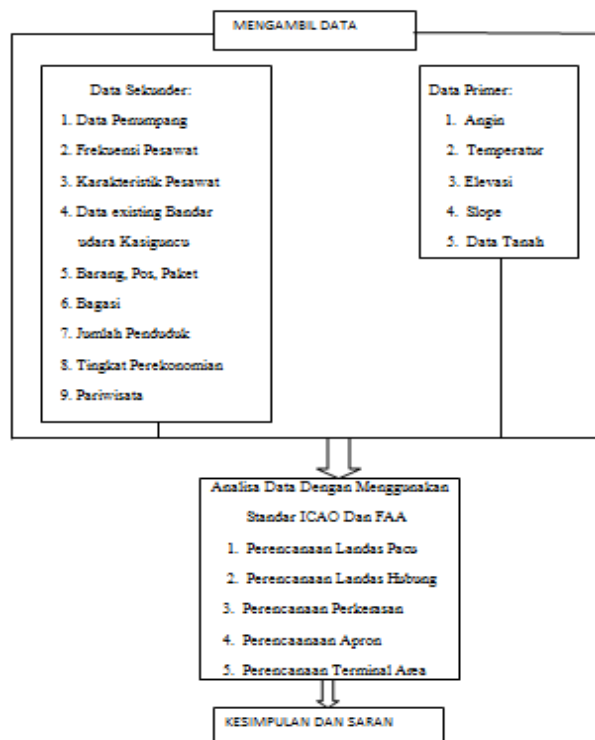 MENGAMBIL DATA
Data Sekunder:
1. Data Penumpang
2. Frekuensi Pesawat
3. Karakteristik Pesawat
4. Data existing Bandar
udara Kasiguncu
5. Barang, Pos, Paket
6. Bagasi
7. Jumlah Penduduk
8. Tingkat Perekonomian
9. Pariwisata
Data Primer:
1. Angin
2. Temperatur
3. Elevasi
4. Slope
5. Data Tanah
Analisa Data Dengan Menggunakan
Standar ICAO Dan FAA
1. Perencanaan Landas Pacu
2. Perencanaan Landas Hubung
3. Perencanaan Perkerasan
4. Perencaanaan Apron
5. Perencanaan Terminal Area
KESIMPULAN DAN SARAN